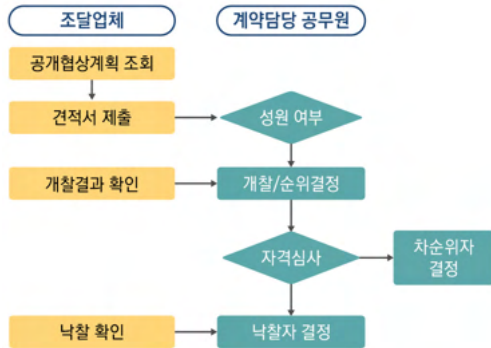 조달업체
계약담당 공무원
공개협상계획 조회
견적서 제출
성원 여부
개찰결과 확인
개찰/순위결정
자격심사
차순위자
결정
낙찰 확인
낙찰자 결정